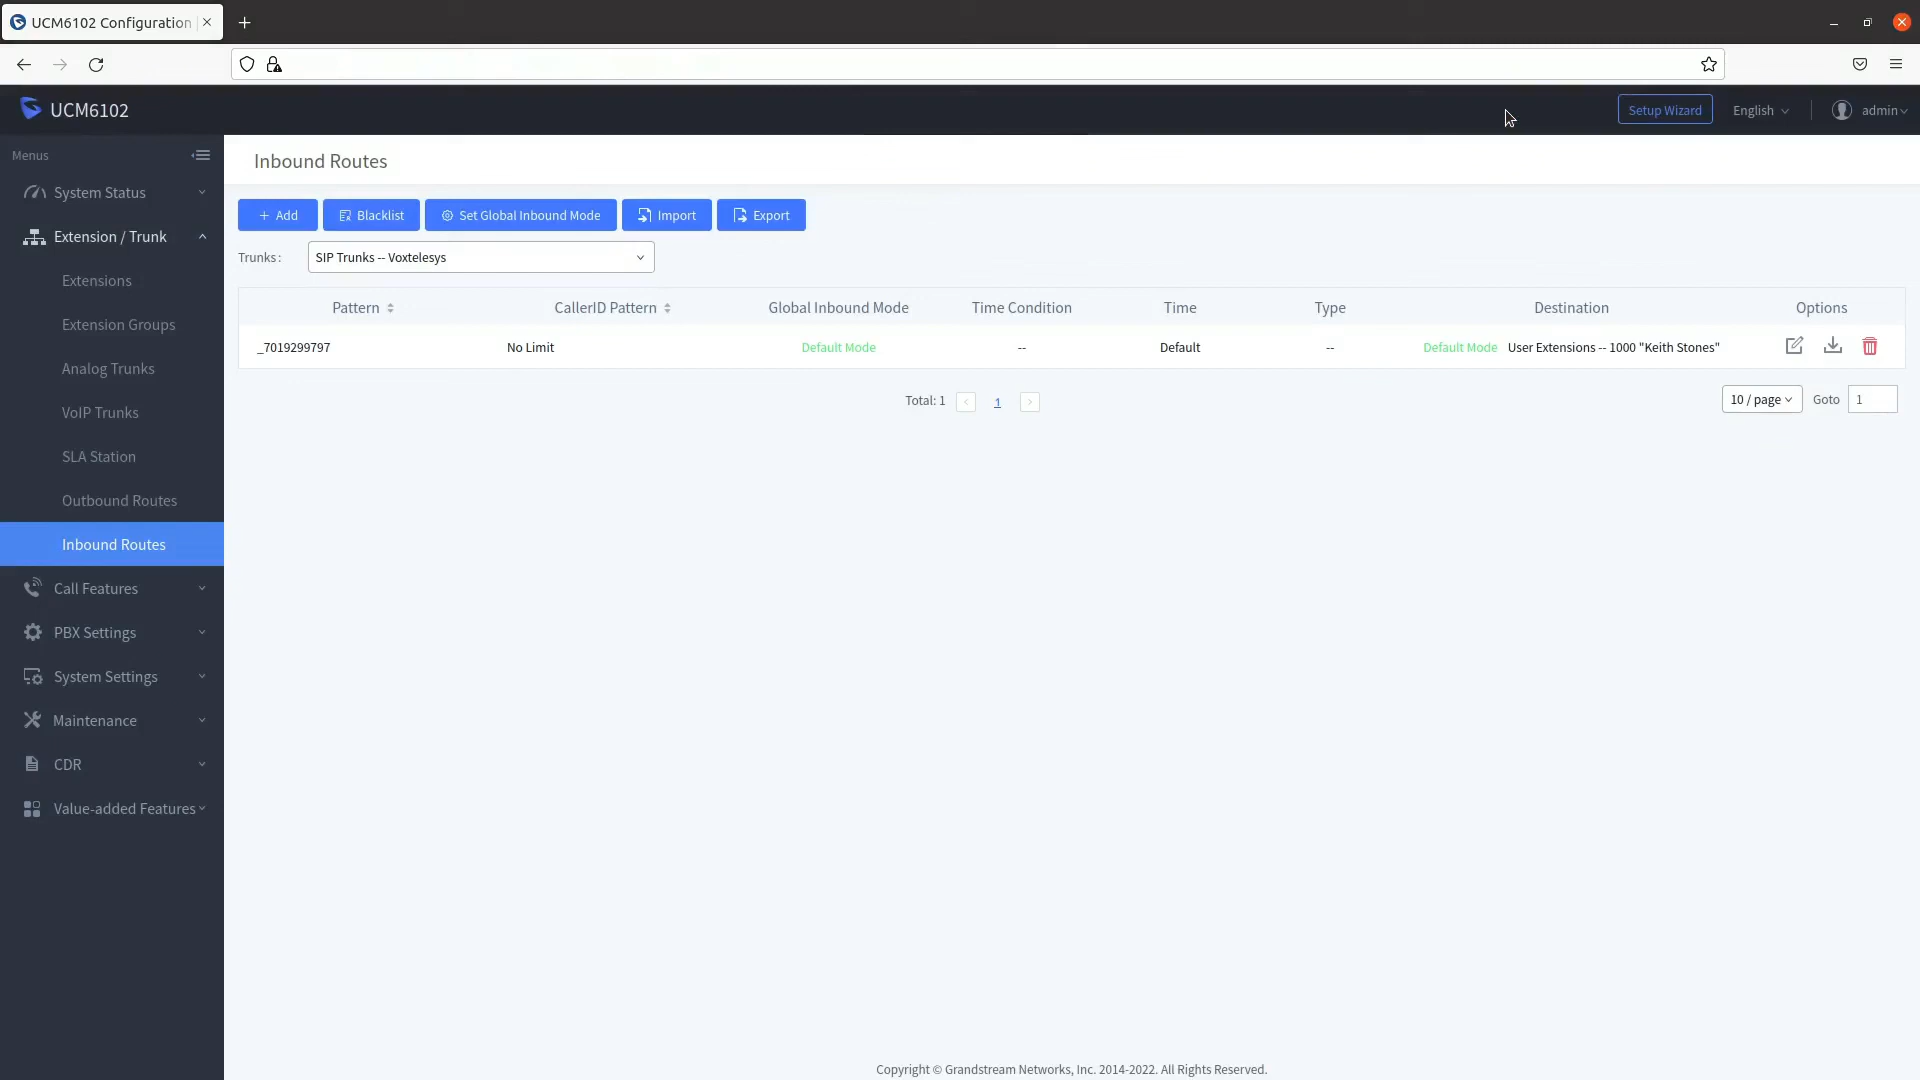 UCM6102 Configuration
UCM6102
Setup Wizard
English
admin
Menus
System Status
Extension / Trunk
Extensions
Extension Groups
Analog Trunks
VoIP Trunks
SLA Station
Outbound Routes
Inbound Routes
Call Features
PBX Settings
System Settings
Maintenance
CDR
Value-added Features
Inbound Routes
+ Add Blacklist Set Global Inbound Mode Import Export
Trunks: SIP Trunks -- Voxtelesys
Pattern CallerID Pattern Global Inbound Mode Time Condition Time Type Destination Options
_7019299797 No Limit Default Mode -- Default -- Default Mode User Extensions -- 1000 "Keith Stones"
Total: 1 < 1 > 10 / page Goto 1
Copyright © Grandstream Networks, Inc. 2014-2022. All Rights Reserved.